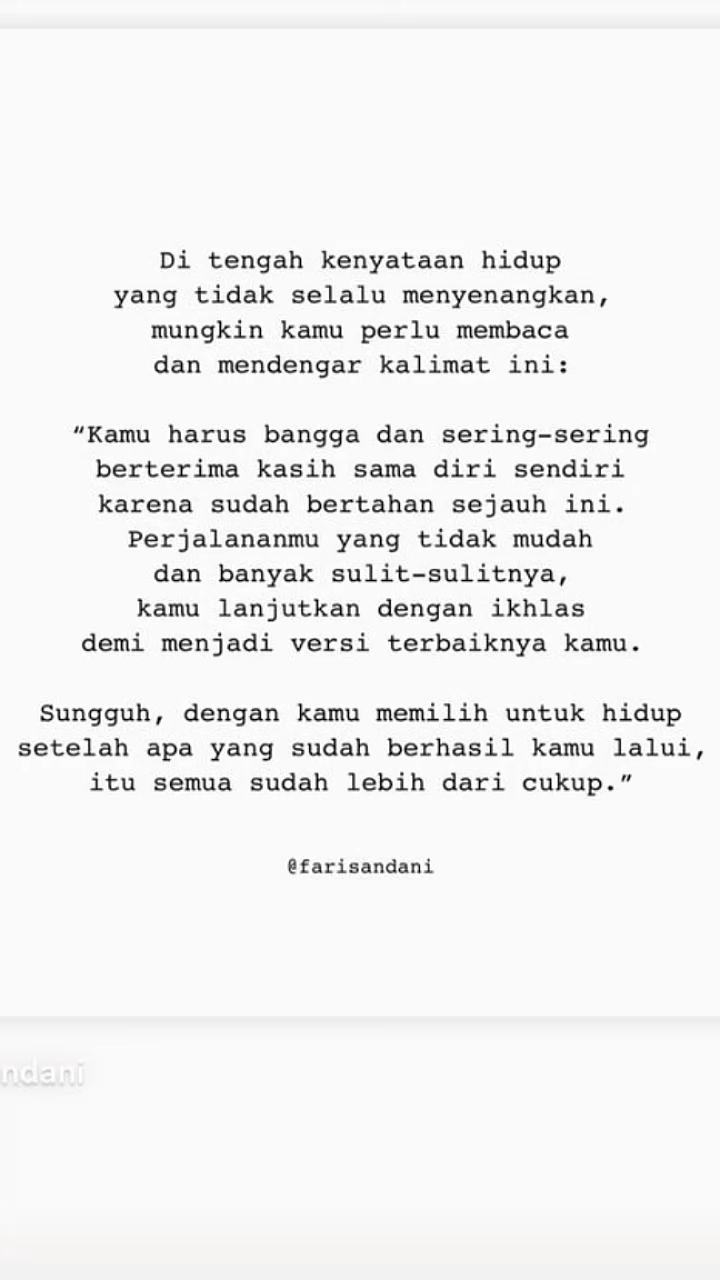 Di tengah kenyataan hidup
yang tidak selalu menyenangkan,
mungkin kamu perlu membaca
dan mendengar kalimat ini:
“Kamu harus bangga dan sering-sering
berterima kasih sama diri sendiri
karena sudah bertahan sejauh ini.
Perjalananmu yang tidak mudah
dan banyak sulit-sulitnya,
kamu lanjutkan dengan ikhlas
demi menjadi versi terbaiknya kamu.
Sungguh, dengan kamu memilih untuk hidup
setelah apa yang sudah berhasil kamu lalui,
itu semua sudah lebih dari cukup.”
@farisandani
ndani